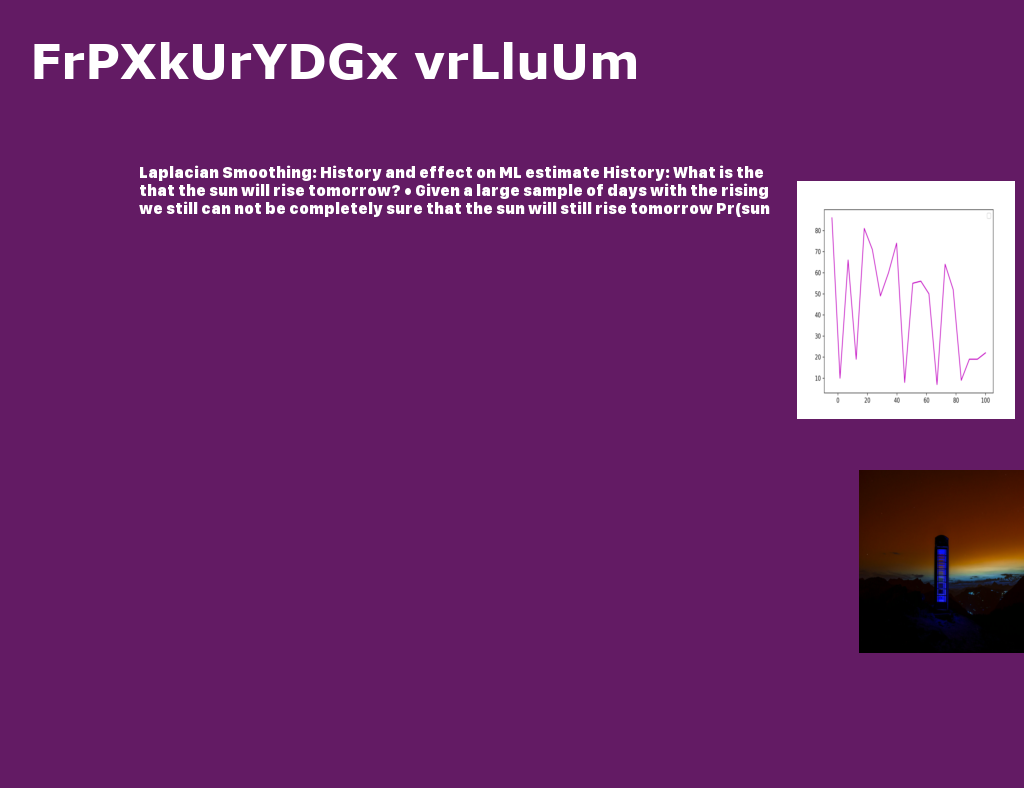 FrPXkUrYDGx vrLluUm
Laplacian Smoothing: History and effect on ML estimate History: What is the
that the sun will rise tomorrow? • Given a large sample of days with the rising
we still can not be completely sure that the sun will still rise tomorrow Pr(sun
80
70
60
50
40
30
20
10
0 20 40 60 80 100